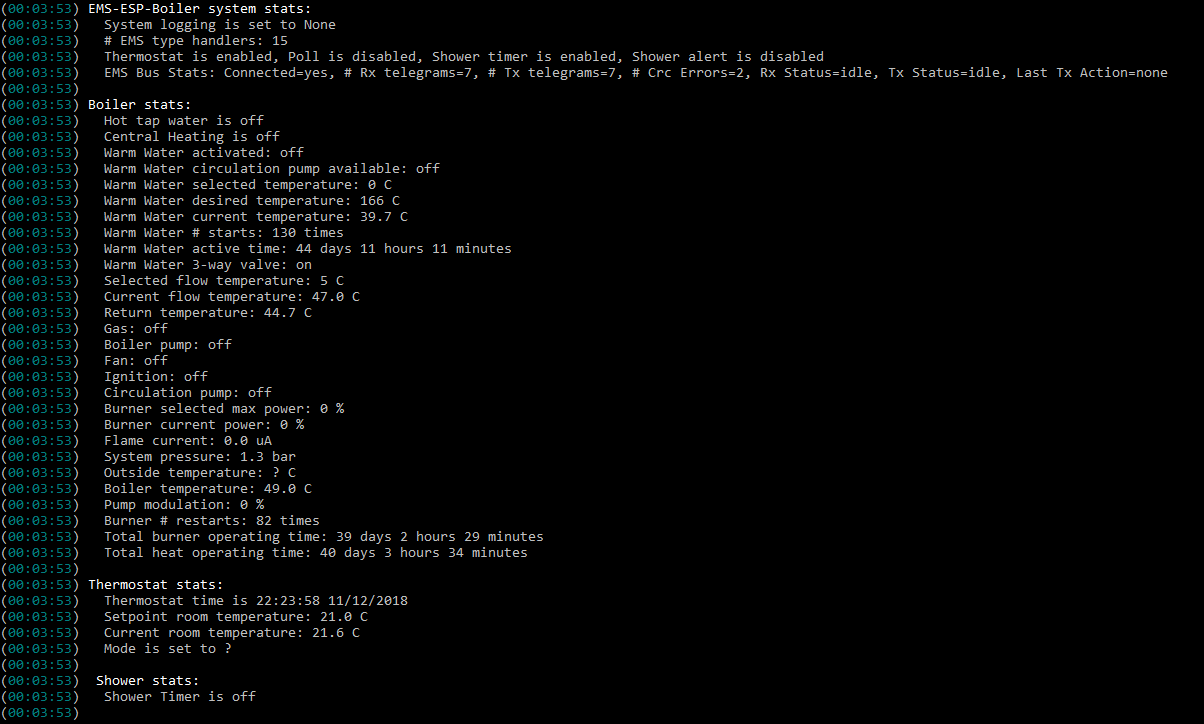 (00:03:53) EMS-ESP-Boiler system stats:
(00:03:53)   System logging is set to None
(00:03:53)   # EMS type handlers: 15
(00:03:53)   Thermostat is enabled, Poll is disabled, Shower timer is enabled, Shower alert is disabled
(00:03:53)   EMS Bus Stats: Connected=yes, # Rx telegrams=7, # Tx telegrams=7, # Crc Errors=2, Rx Status=idle, Tx Status=idle, Last Tx Action=none
(00:03:53)
(00:03:53) Boiler stats:
(00:03:53)   Hot tap water is off
(00:03:53)   Central Heating is off
(00:03:53)   Warm Water activated: off
(00:03:53)   Warm Water circulation pump available: off
(00:03:53)   Warm Water selected temperature: 0 C
(00:03:53)   Warm Water desired temperature: 166 C
(00:03:53)   Warm Water current temperature: 39.7 C
(00:03:53)   Warm Water # starts: 130 times
(00:03:53)   Warm Water active time: 44 days 11 hours 11 minutes
(00:03:53)   Warm Water 3-way valve: on
(00:03:53)   Selected flow temperature: 5 C
(00:03:53)   Current flow temperature: 47.0 C
(00:03:53)   Return temperature: 44.7 C
(00:03:53)   Gas: off
(00:03:53)   Boiler pump: off
(00:03:53)   Fan: off
(00:03:53)   Ignition: off
(00:03:53)   Circulation pump: off
(00:03:53)   Burner selected max power: 0 %
(00:03:53)   Burner current power: 0 %
(00:03:53)   Flame current: 0.0 uA
(00:03:53)   System pressure: 1.3 bar
(00:03:53)   Outside temperature: ? C
(00:03:53)   Boiler temperature: 49.0 C
(00:03:53)   Pump modulation: 0 %
(00:03:53)   Burner # restarts: 82 times
(00:03:53)   Total burner operating time: 39 days 2 hours 29 minutes
(00:03:53)   Total heat operating time: 40 days 3 hours 34 minutes
(00:03:53)
(00:03:53) Thermostat stats:
(00:03:53)   Thermostat time is 22:23:58 11/12/2018
(00:03:53)   Setpoint room temperature: 21.0 C
(00:03:53)   Current room temperature: 21.6 C
(00:03:53)   Mode is set to ?
(00:03:53)
(00:03:53)  Shower stats:
(00:03:53)   Shower Timer is off
(00:03:53)